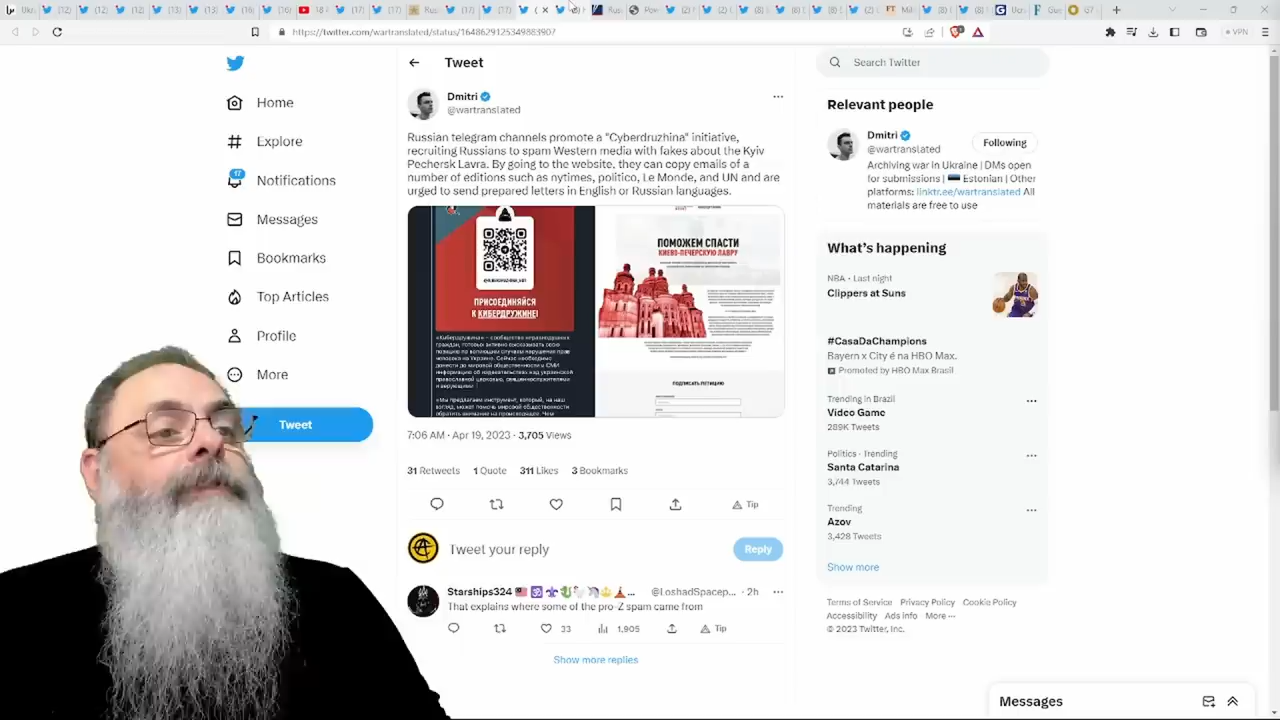 https://twitter.com/wartranslated/status/1648629125349883907
VPN
Home
Explore
17
Notifications
Messages
Bookmarks
Top Articles
Profile
More
Tweet
Tweet
Dmitri
@wartranslated
Russian telegram channels promote a "Cyberdruzhina" initiative,
recruiting Russians to spam Western media with fakes about the Kyiv
Pechersk Lavra. By going to the website, they can copy emails of a
number of editions such as nytimes, politico, Le Monde, and UN and are
urged to send prepared letters in English or Russian languages.
ПРИСОЕДИНЯЙСЯ
К КИБЕРДРУЖИНЕ!
ПОМОЖЕМ СПАСТИ
КИЕВО-ПЕЧЕРСКУЮ ЛАВРУ
ПОДПИСАТЬ ПЕТИЦИЮ
7:06 AM · Apr 19, 2023 · 3,705 Views
31 Retweets 1 Quote 311 Likes 3 Bookmarks
Tip
Tweet your reply
Reply
Starships324 @LoshadSpacep... · 2h
That explains where some of the pro-Z spam came from
33 1,905 Tip
Show more replies
Search Twitter
Relevant people
Dmitri
@wartranslated
Following
Archiving war in Ukraine | DMs open
for submissions | Estonian | Other
platforms: linktr.ee/wartranslated All
materials are free to use
What's happening
NBA · Last night
Clippers at Suns
#CasaDaChampions
Bayern x City é na HBO Max.
Promoted by HBO Max Brasil
Trending in Brazil
Video Game
289K Tweets
Politics · Trending
Santa Catarina
3,744 Tweets
Trending
Azov
3,428 Tweets
Show more
Terms of Service Privacy Policy Cookie Policy
Accessibility Ads info More ...
© 2023 Twitter, Inc.
Messages